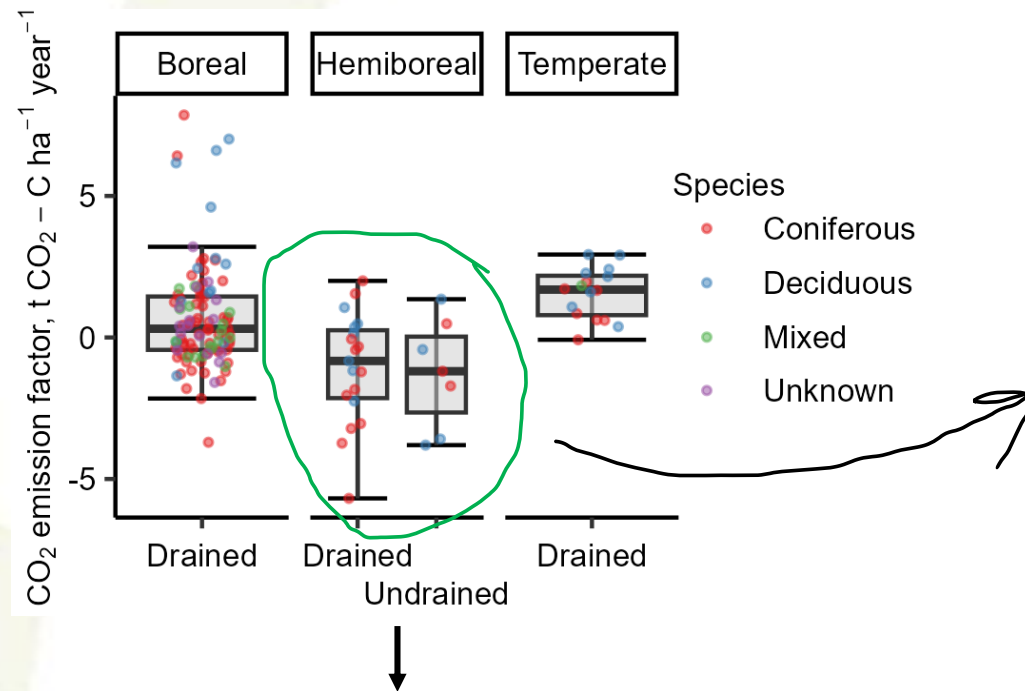 CO₂ emission factor, t CO₂ – C ha⁻¹ year⁻¹
Boreal
Hemiboreal
Temperate
5
0
-5
Drained
Drained
Undrained
Drained
Species
Coniferous
Deciduous
Mixed
Unknown